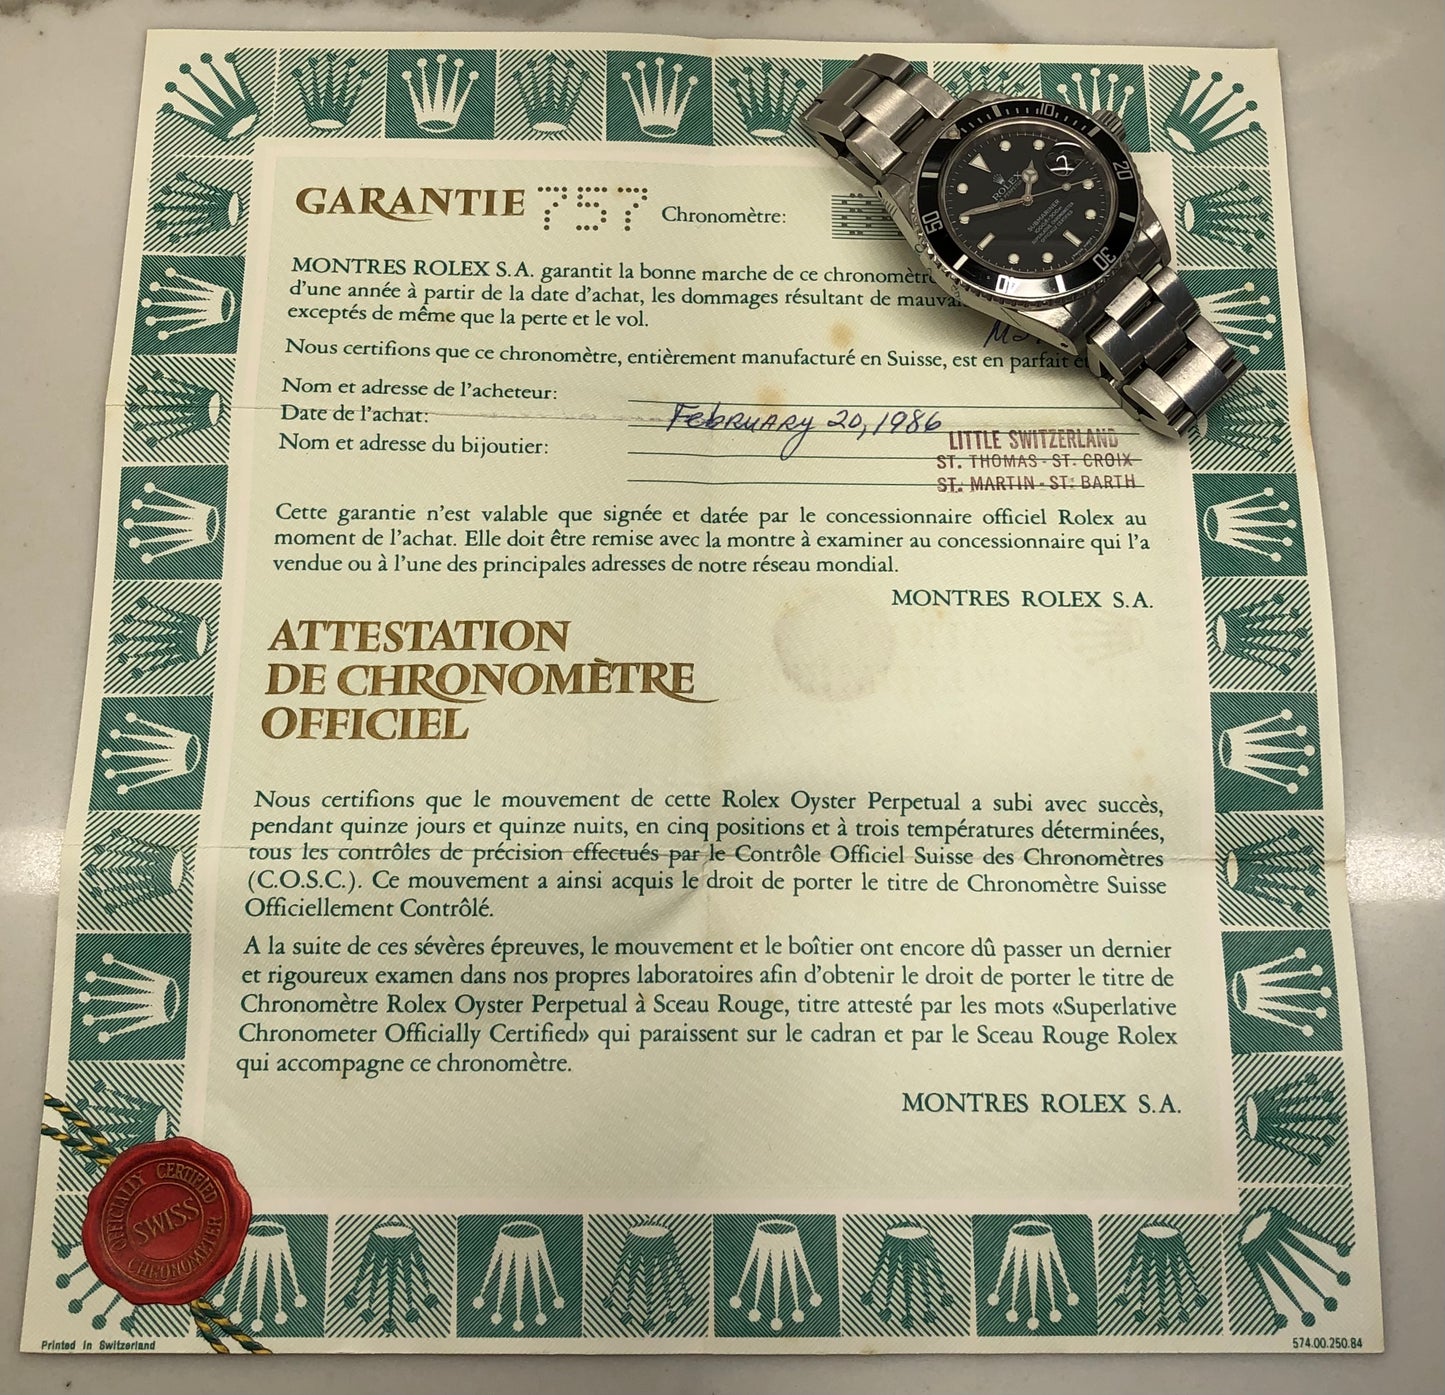 GARANTIE 757 Chronomètre:
MONTRES ROLEX S.A. garantit la bonne marche de ce chronomètre
d'une année à partir de la date d'achat, les dommages résultant de
exceptés de même que la perte et le vol.
Nous certifions que ce chronomètre, entièrement manufacturé en Suisse, est en parfait
Nom et adresse de l'acheteur:
Date de l'achat: February 20, 1986
Nom et adresse du bijoutier:
LITTLE SWITZERLAND
ST. THOMAS - ST. CROIX
ST. MARTIN - ST. BARTH
Cette garantie n'est valable que signée et datée par le concessionnaire officiel Rolex au
moment de l'achat. Elle doit être remise avec la montre à examiner au concessionnaire qui l'a
vendue ou à l'une des principales adresses de notre réseau mondial.
MONTRES ROLEX S.A.
ATTESTATION
DE CHRONOMÈTRE
OFFICIEL
Nous certifions que le mouvement de cette Rolex Oyster Perpetual a subi avec succès,
pendant quinze jours et quinze nuits, en cinq positions et à trois températures déterminées,
tous les contrôles de précision effectués par le Contrôle Officiel Suisse des Chronomètres
(C.O.S.C.). Ce mouvement a ainsi acquis le droit de porter le titre de Chronomètre Suisse
Officiellement Contrôlé.
A la suite de ces sévères épreuves, le mouvement et le boîtier ont encore dû passer un dernier
et rigoureux examen dans nos propres laboratoires afin d'obtenir le droit de porter le titre de
Chronomètre Rolex Oyster Perpetual à Sceau Rouge, titre attesté par les mots «Superlative
Chronometer Officially Certified» qui paraissent sur le cadran et par le Sceau Rouge Rolex
qui accompagne ce chronomètre.
MONTRES ROLEX S.A.
OFFICIALLY CERTIFIED
SWISS
CHRONOMETER
Printed in Switzerland
574.00.250.84
10
20
30
50
7
ROLEX
SUBMARINER